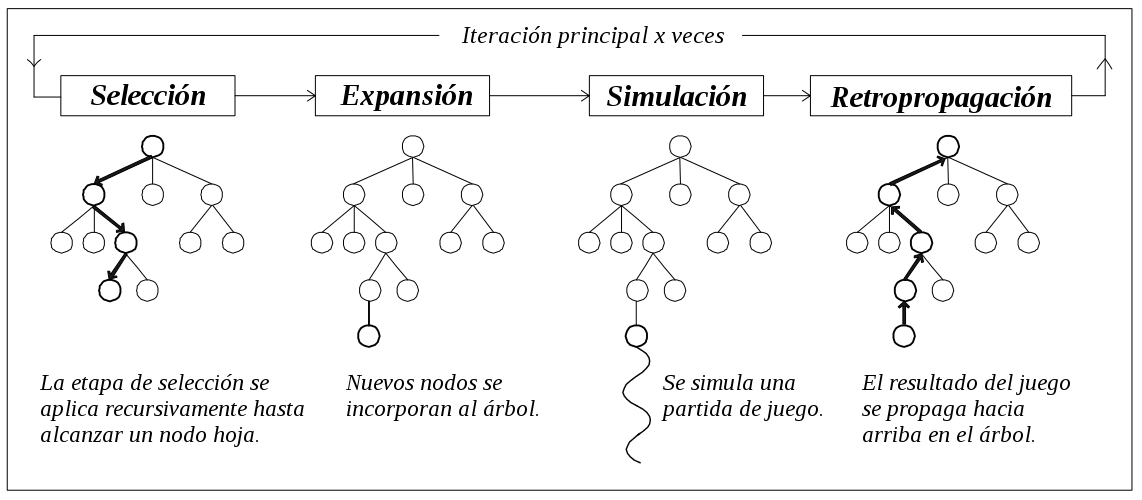 Iteración principal x veces
Selección
Expansión
Simulación
Retropropagación
La etapa de selección se
aplica recursivamente hasta
alcanzar un nodo hoja.
Nuevos nodos se
incorporan al árbol.
Se simula una
partida de juego.
El resultado del juego
se propaga hacia
arriba en el árbol.